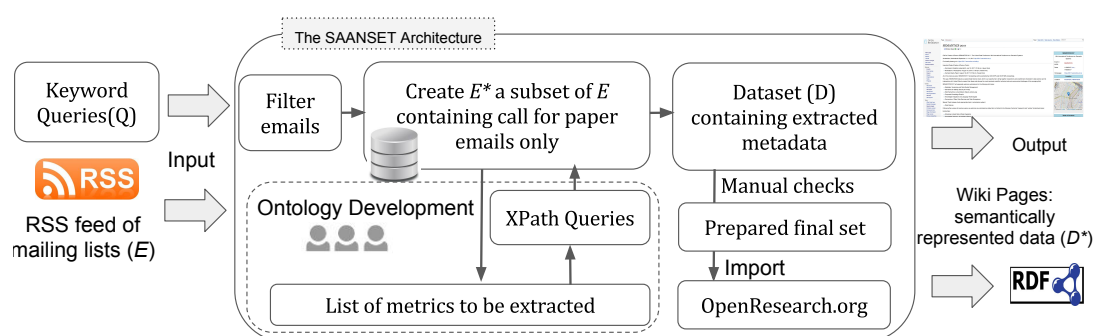 The SAANSET Architecture
Keyword
Queries(Q)
RSS
RSS feed of
mailing lists (E)
Input
Filter
emails
Create E* a subset of E
containing call for paper
emails only
Dataset (D)
containing extracted
metadata
Ontology Development
XPath Queries
List of metrics to be extracted
Manual checks
Prepared final set
Import
OpenResearch.org
Output
Wiki Pages:
semantically
represented data (D*)
RDF